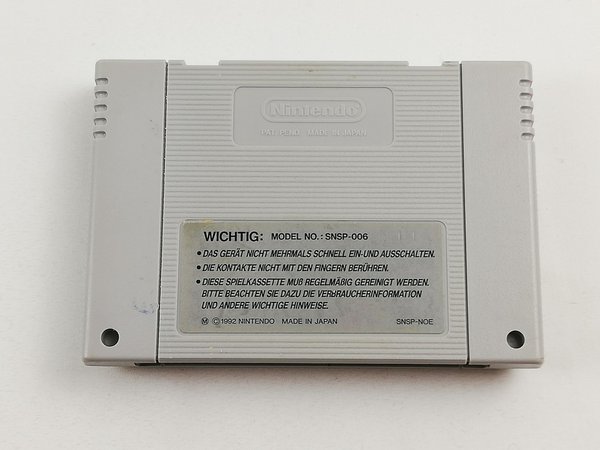 Nintendo
PAT. PEND. MADE IN JAPAN
WICHTIG: MODEL NO.: SNSP-006
• DAS GERÄT NICHT MEHRMALS SCHNELL EIN-UND AUSSCHALTEN.
• DIE KONTAKTE NICHT MIT DEN FINGERN BERÜHREN.
• DIESE SPIELKASSETTE MUß REGELMÄßIG GEREINIGT WERDEN.
BITTE BEACHTEN SIE DAZU DIE VERbRAUCHERINFORMATION
UND ANDERE WICHTIGE HINWEISE.
Ⓜ ©1992 NINTENDO MADE IN JAPAN SNSP-NOE